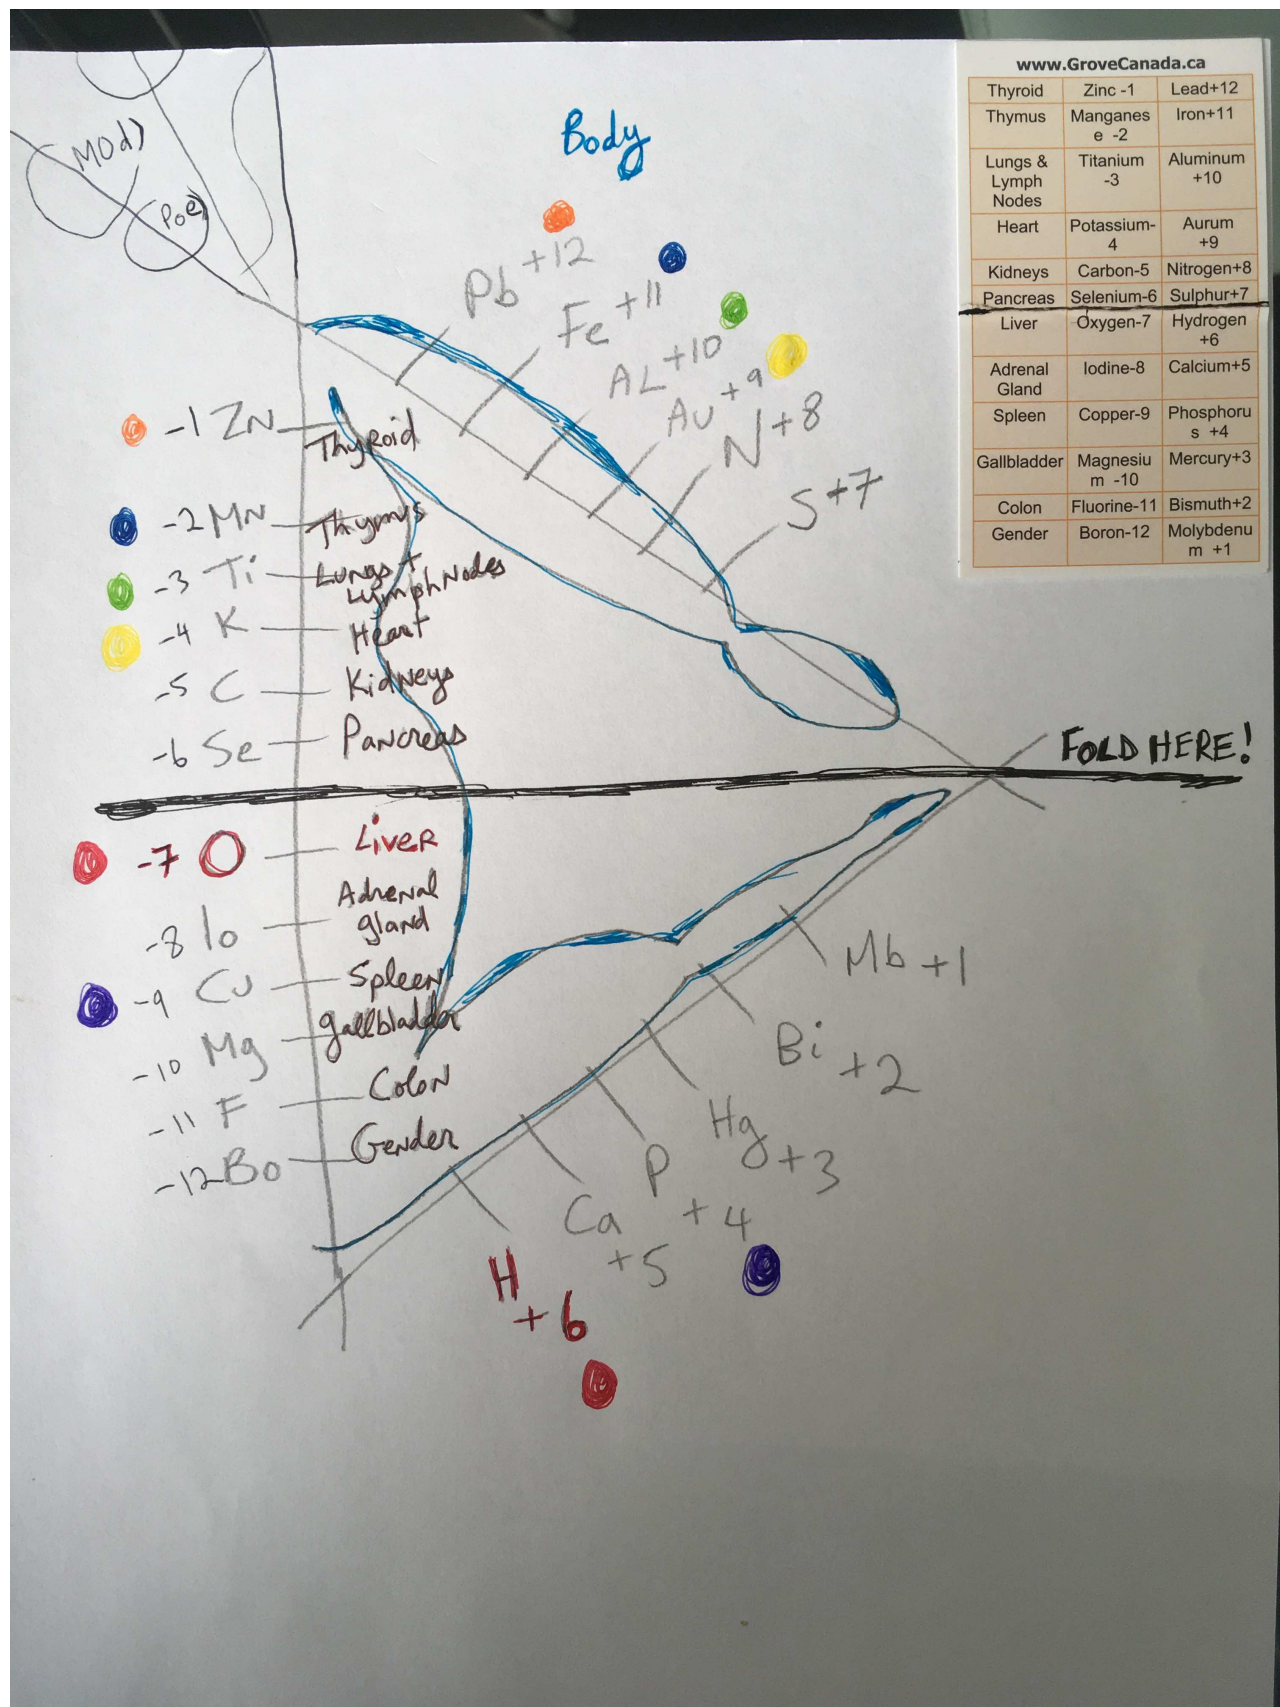 www.GroveCanada.ca
Thyroid Zinc -1 Lead+12
Thymus Manganes
e -2 Iron+11
Lungs &
Lymph
Nodes Titanium
-3 Aluminum
+10
Heart Potassium-
4 Aurum
+9
Kidneys Carbon-5 Nitrogen+8
Pancreas Selenium-6 Sulphur+7
Liver Oxygen-7 Hydrogen
+6
Adrenal
Gland Iodine-8 Calcium+5
Spleen Copper-9 Phosphoru
s +4
Gallbladder Magnesiu
m -10 Mercury+3
Colon Fluorine-11 Bismuth+2
Gender Boron-12 Molybdenu
m +1
Mod)
(Poe)
Body
Pb +12
Fe +11
AL +10
Au +9
N +8
S +7
-1 ZN Thyroid
-2 MN Thymus
-3 Ti Lungs +
Lymph Nodes
-4 K Heart
-5 C Kidneys
-6 Se Pancreas
FOLD HERE!
-7 O Liver
-8 Io Adrenal
gland
-9 Cu Spleen
-10 Mg gallbladder
-11 F Colon
-12 Bo Gender
Mb +1
Bi +2
Hg +3
P +4
Ca +5
H +6